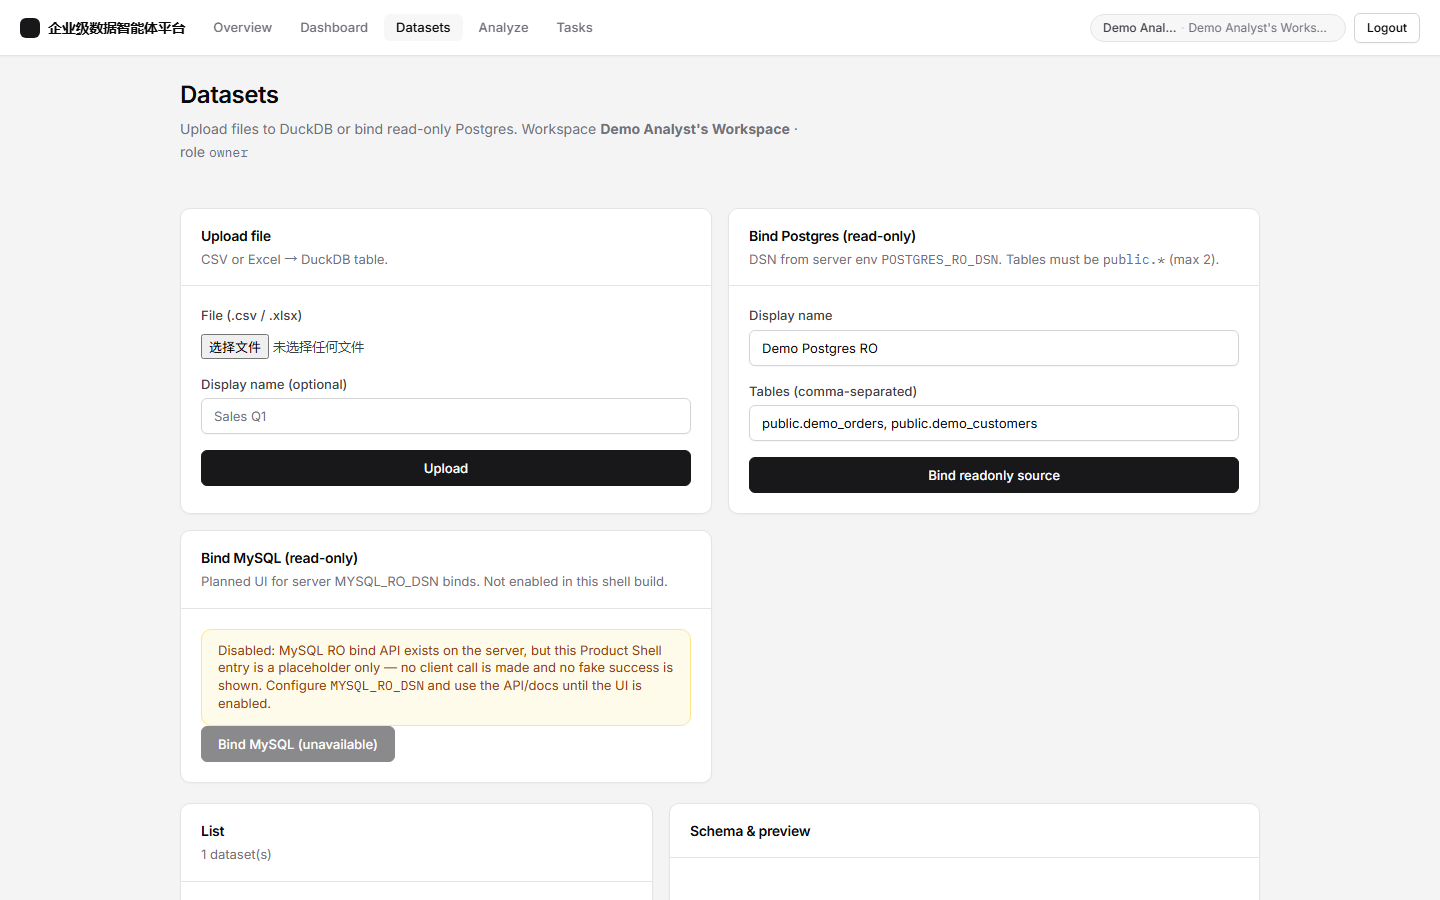 企业级数据智能体平台
Overview
Dashboard
Datasets
Analyze
Tasks
Demo Anal... · Demo Analyst's Works...
Logout
Datasets
Upload files to DuckDB or bind read-only Postgres. Workspace Demo Analyst's Workspace ·
role owner
Upload file
CSV or Excel → DuckDB table.
File (.csv / .xlsx)
选择文件 未选择任何文件
Display name (optional)
Sales Q1
Upload
Bind Postgres (read-only)
DSN from server env POSTGRES_RO_DSN. Tables must be public.* (max 2).
Display name
Demo Postgres RO
Tables (comma-separated)
public.demo_orders, public.demo_customers
Bind readonly source
Bind MySQL (read-only)
Planned UI for server MYSQL_RO_DSN binds. Not enabled in this shell build.
Disabled: MySQL RO bind API exists on the server, but this Product Shell
entry is a placeholder only — no client call is made and no fake success is
shown. Configure MYSQL_RO_DSN and use the API/docs until the UI is
enabled.
Bind MySQL (unavailable)
List
1 dataset(s)
Schema & preview